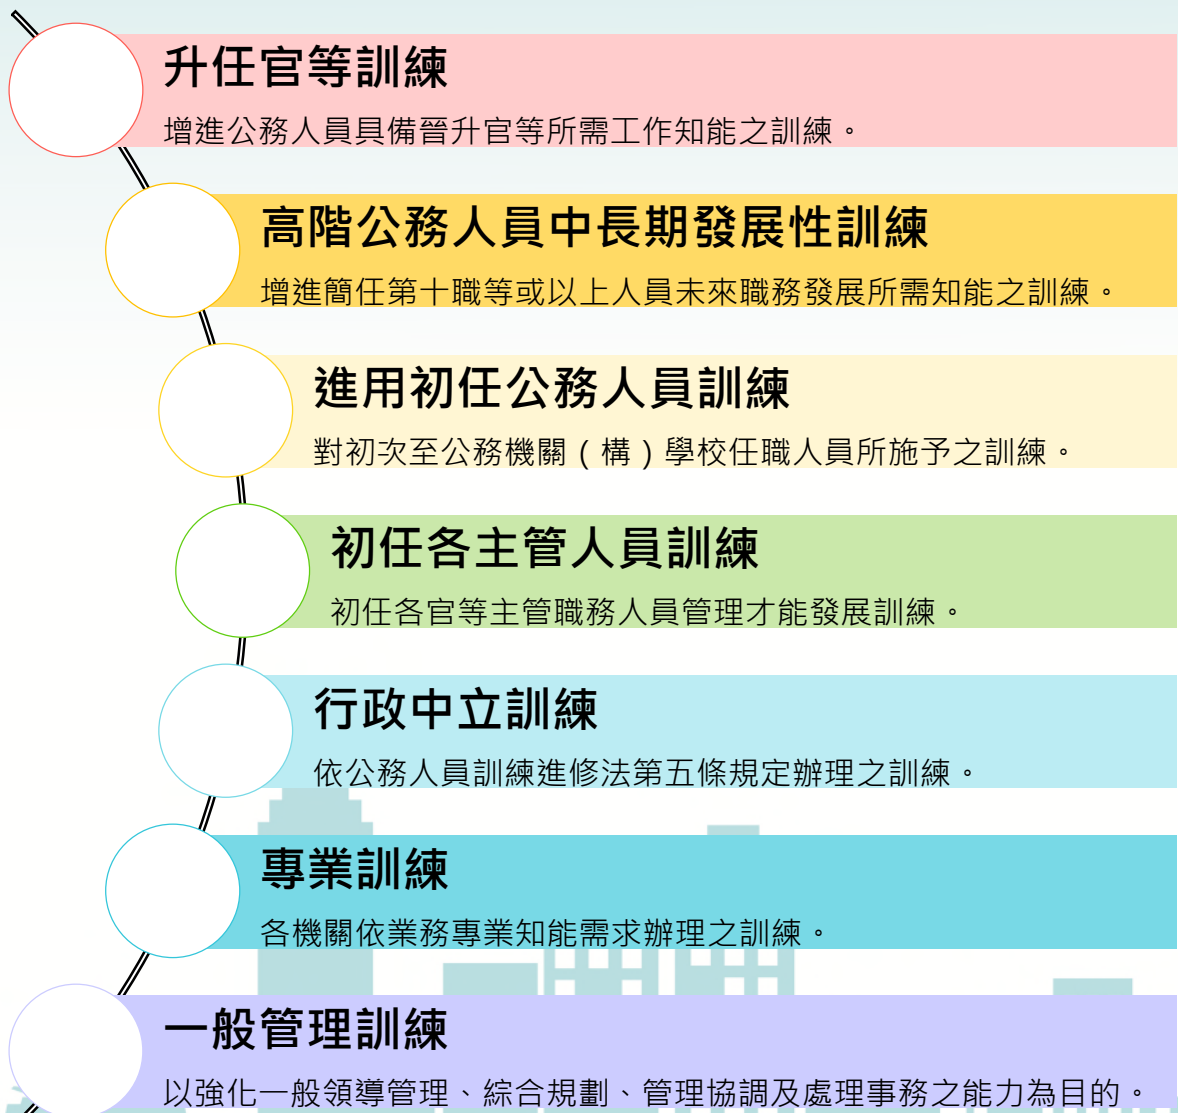 升任官等訓練
增進公務人員具備晉升官等所需工作知能之訓練。
高階公務人員中長期發展性訓練
增進簡任第十職等或以上人員未來職務發展所需知能之訓練。
進用初任公務人員訓練
對初次至公務機關（構）學校任職人員所施予之訓練。
初任各主管人員訓練
初任各官等主管職務人員管理才能發展訓練。
行政中立訓練
依公務人員訓練進修法第五條規定辦理之訓練。
專業訓練
各機關依業務專業知能需求辦理之訓練。
一般管理訓練
以強化一般領導管理、綜合規劃、管理協調及處理事務之能力為目的。